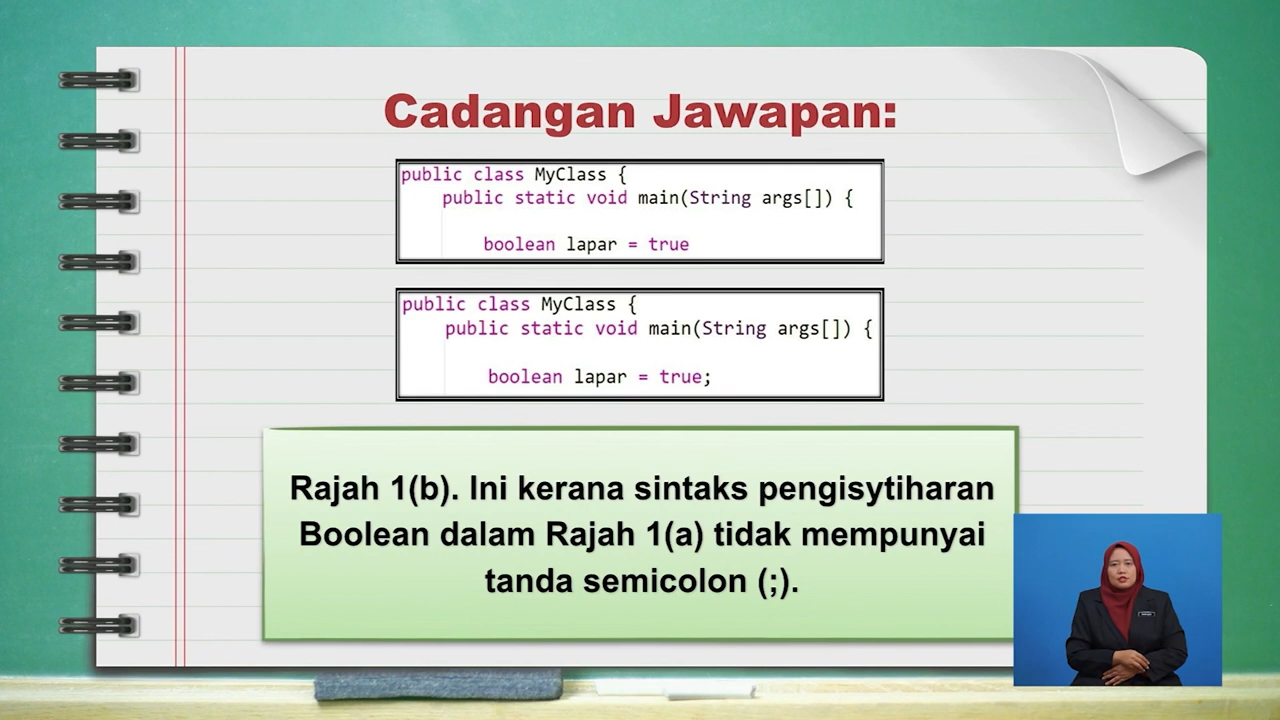 Cadangan Jawapan:
public class MyClass {
public static void main(String args[]) {
boolean lapar = true
public class MyClass {
public static void main(String args[]) {
boolean lapar = true;
Rajah 1(b). Ini kerana sintaks pengisytiharan
Boolean dalam Rajah 1(a) tidak mempunyai
tanda semicolon (;).